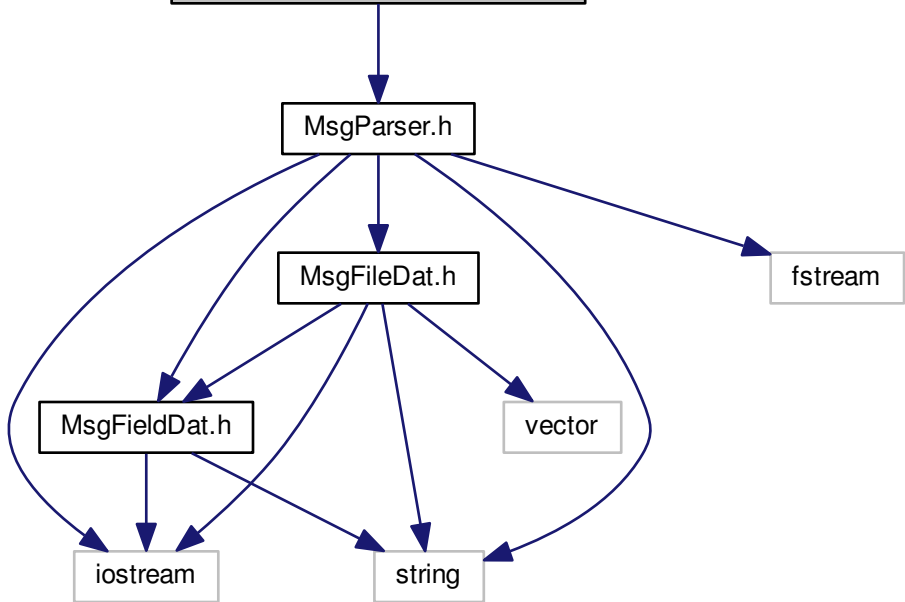 MsgParser.h
MsgFileDat.h
fstream
MsgFieldDat.h
vector
iostream
string